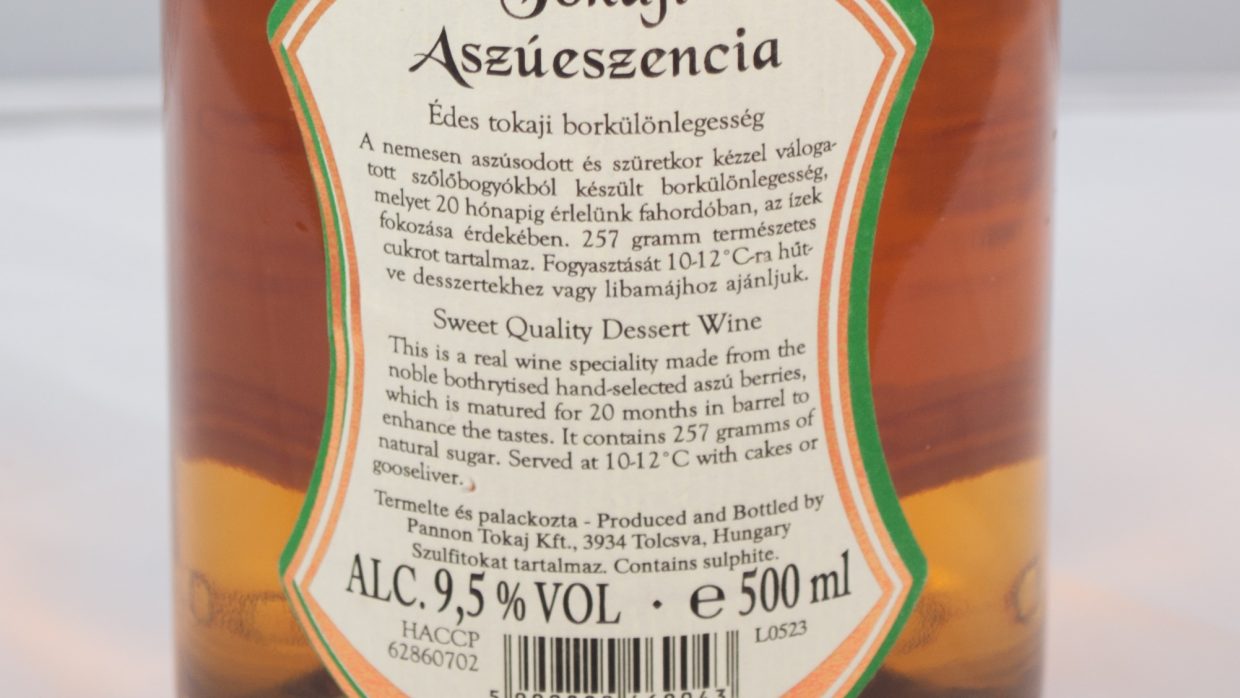 Tokaji
Aszúeszencia
Édes tokaji borkülönlegesség
A nemesen aszúsodott és szüretkor kézzel váloga-
tott szőlőbogyókból készült borkülönlegesség,
melyet 20 hónapig érlelünk fahordóban, az ízek
fokozása érdekében. 257 gramm természetes
cukrot tartalmaz. Fogyasztását 10-12°C-ra hűt-
ve desszertekhez vagy libamájhoz ajánljuk.
Sweet Quality Dessert Wine
This is a real wine speciality made from the
noble bothrytised hand-selected aszú berries,
which is matured for 20 months in barrel to
enhance the tastes. It contains 257 gramms of
natural sugar. Served at 10-12°C with cakes or
gooseliver.
Termelte és palackozta - Produced and Bottled by
Pannon Tokaj Kft., 3934 Tolcsva, Hungary
Szulfitokat tartalmaz. Contains sulphite.
ALC. 9,5 % VOL · e 500 ml
HACCP
62860702
L0523